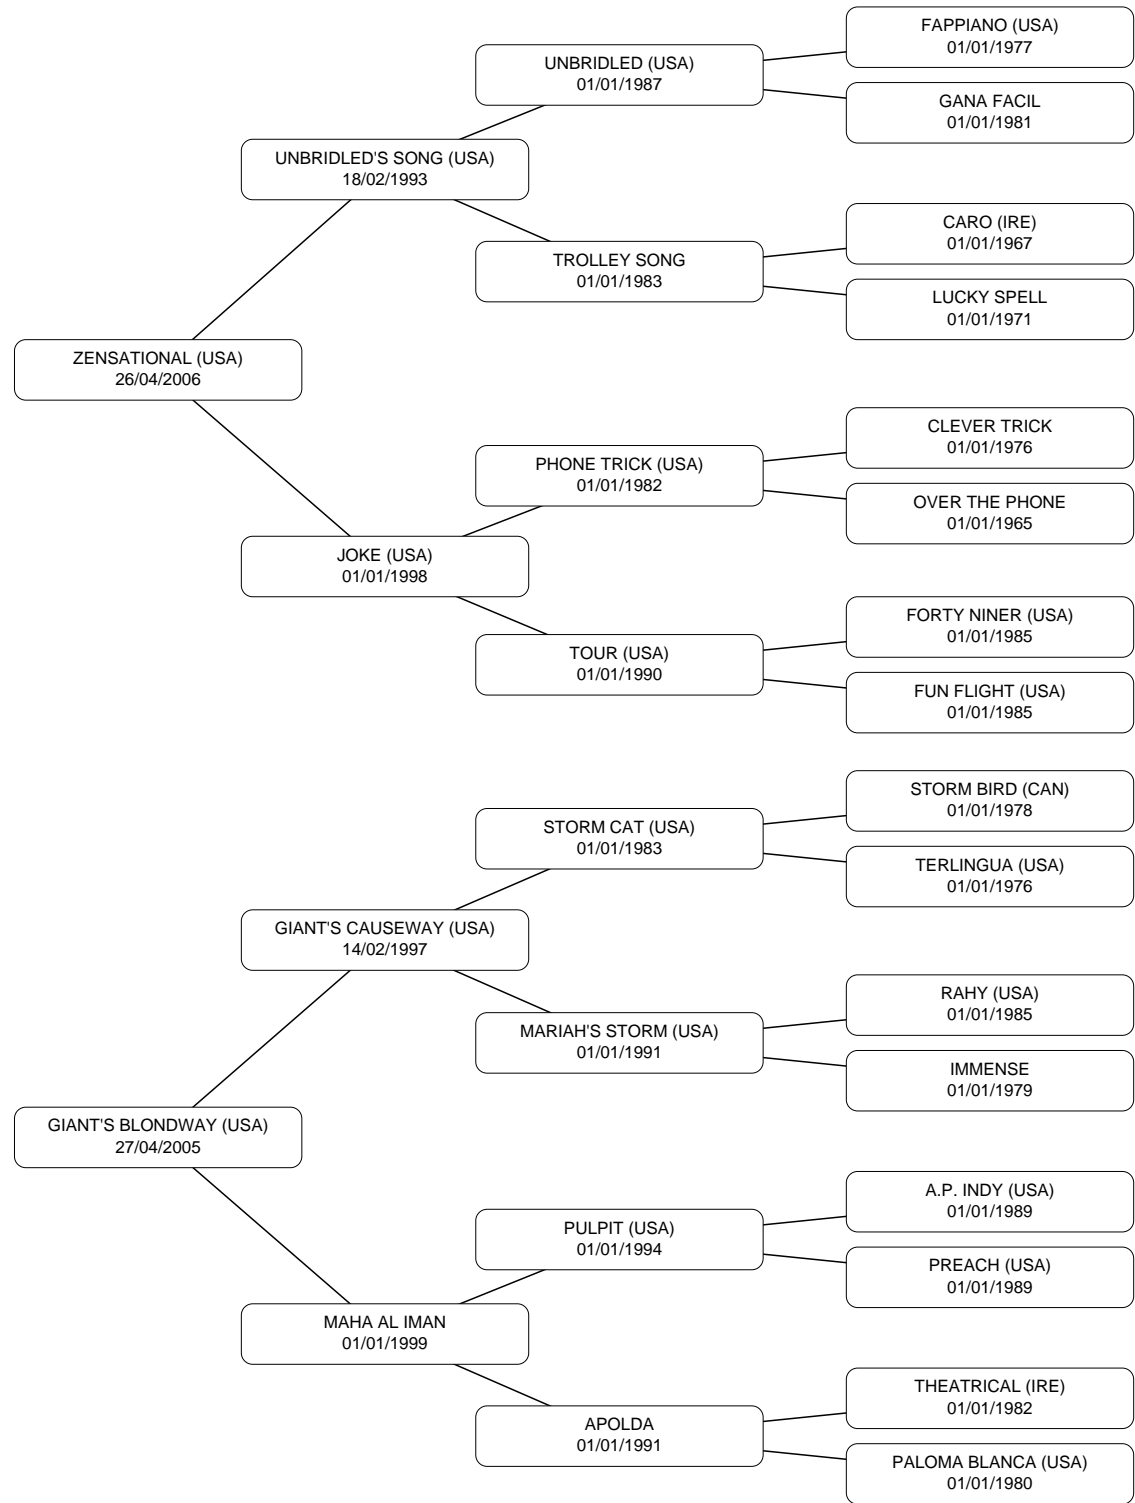 FAPPIANO (USA)
01/01/1977
UNBRIDLED (USA)
01/01/1987
GANA FACIL
01/01/1981
UNBRIDLED'S SONG (USA)
18/02/1993
CARO (IRE)
01/01/1967
TROLLEY SONG
01/01/1983
LUCKY SPELL
01/01/1971
ZENSATIONAL (USA)
26/04/2006
CLEVER TRICK
01/01/1976
PHONE TRICK (USA)
01/01/1982
OVER THE PHONE
01/01/1965
JOKE (USA)
01/01/1998
FORTY NINER (USA)
01/01/1985
TOUR (USA)
01/01/1990
FUN FLIGHT (USA)
01/01/1985
STORM BIRD (CAN)
01/01/1978
STORM CAT (USA)
01/01/1983
TERLINGUA (USA)
01/01/1976
GIANT'S CAUSEWAY (USA)
14/02/1997
RAHY (USA)
01/01/1985
MARIAH'S STORM (USA)
01/01/1991
IMMENSE
01/01/1979
GIANT'S BLONDWAY (USA)
27/04/2005
A.P. INDY (USA)
01/01/1989
PULPIT (USA)
01/01/1994
PREACH (USA)
01/01/1989
MAHA AL IMAN
01/01/1999
THEATRICAL (IRE)
01/01/1982
APOLDA
01/01/1991
PALOMA BLANCA (USA)
01/01/1980